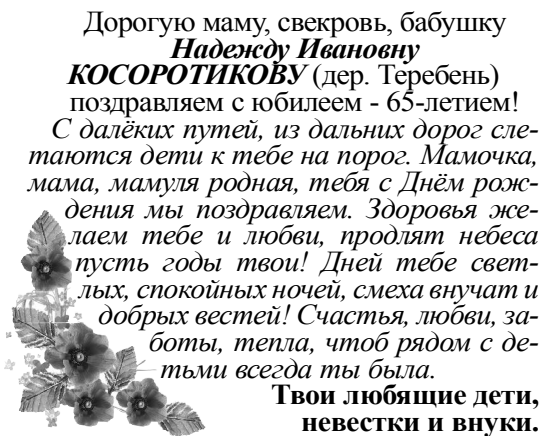 Дорогую маму, свекровь, бабушку
Надежду Ивановну
КОСОРОТИКОВУ (дер. Теребень)
поздравляем с юбилеем - 65-летием!
С далёких путей, из дальних дорог сле-
таются дети к тебе на порог. Мамочка,
мама, мамуля родная, тебя с Днём рож-
дения мы поздравляем. Здоровья же-
лаем тебе и любви, продлят небеса
пусть годы твои! Дней тебе свет-
лых, спокойных ночей, смеха внучат и
добрых вестей! Счастья, любви, за-
боты, тепла, чтоб рядом с де-
тьми всегда ты была.
Твои любящие дети,
невестки и внуки.